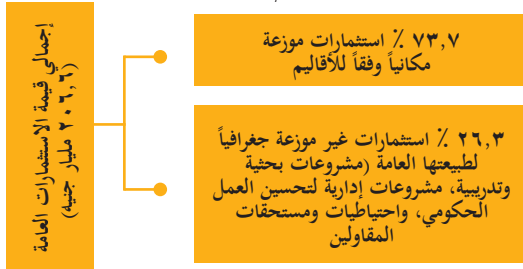 إجمالي قيمة الاستثمارات العامة
(٢٠٦,٦ مليار جنيه)
٧٣,٧ ٪ استثمارات موزعة
مكانياً وفقاً للأقاليم
٢٦,٣ ٪ استثمارات غير موزعة جغرافياً
لطبيعتها العامة (مشروعات بحثية
وتدريبية، مشروعات إدارية لتحسين العمل
الحكومي، واحتياطيات ومستحقات
المقاولين